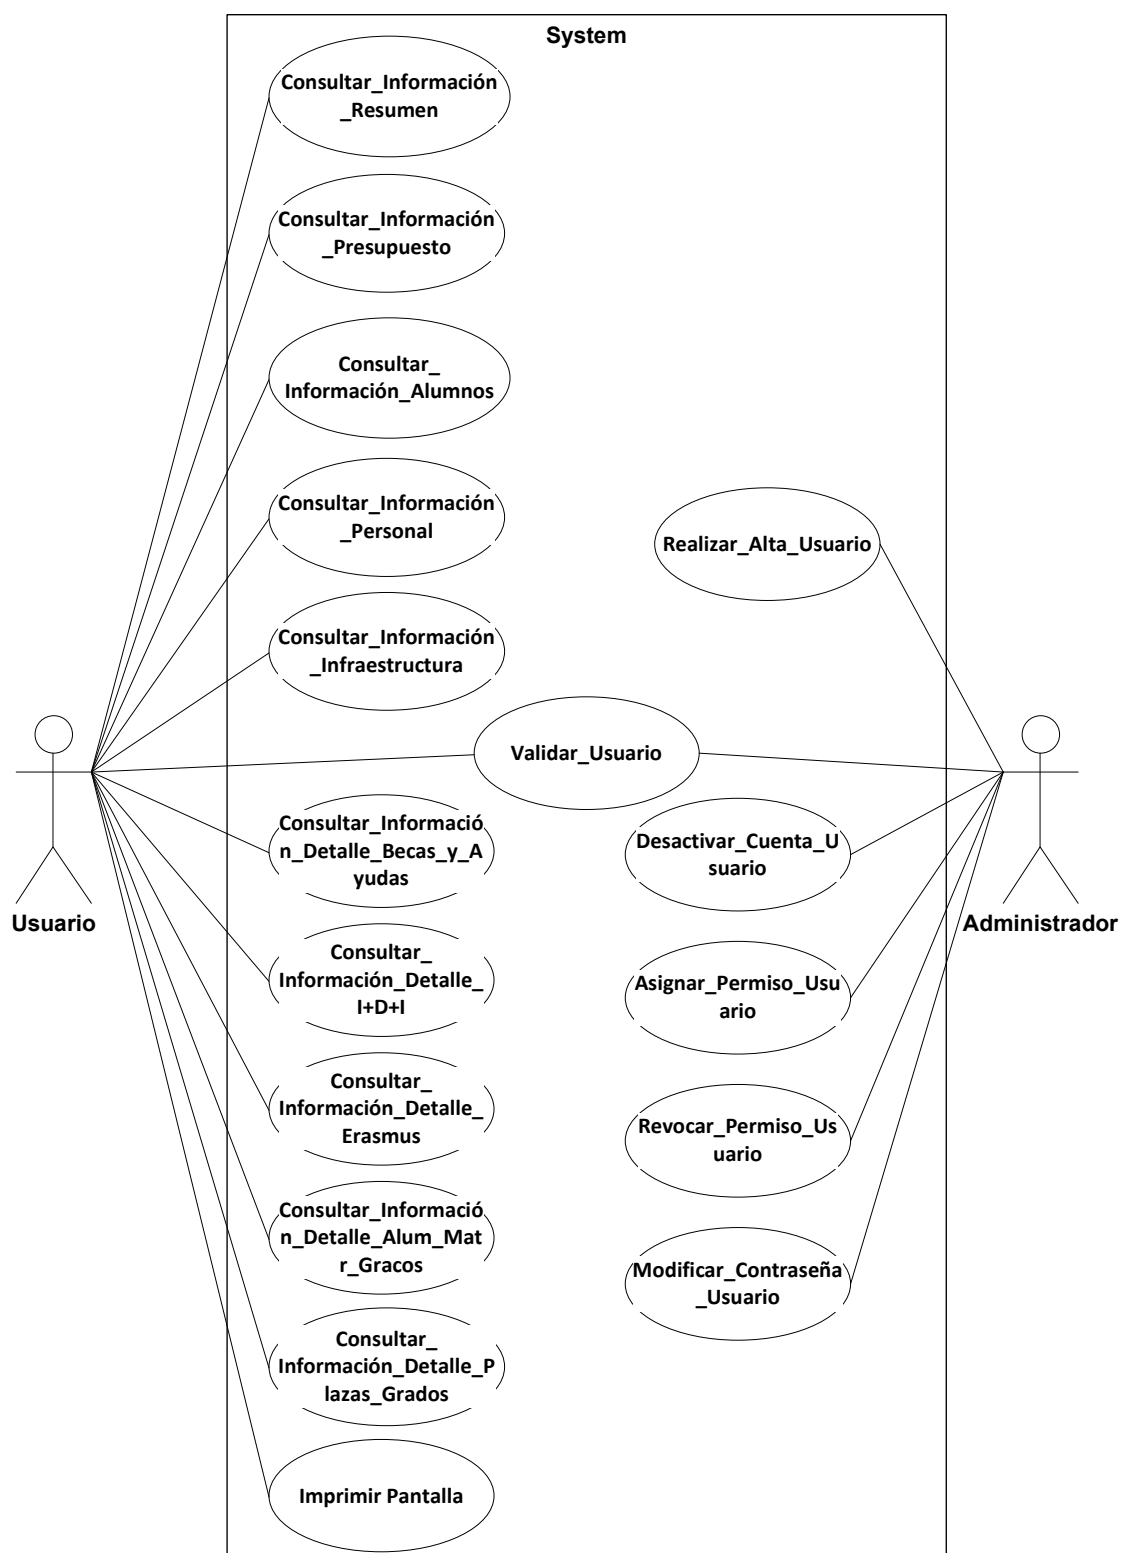 System
Consultar_Información
_Resumen
Consultar_Información
_Presupuesto
Consultar_
Información_Alumnos
Consultar_Información
_Personal
Realizar_Alta_Usuario
Consultar_Información
_Infraestructura
Validar_Usuario
Consultar_Informació
n_Detalle_Becas_y_A
yudas
Desactivar_Cuenta_U
suario
Usuario
Administrador
Consultar_
Información_Detalle_
I+D+I
Asignar_Permiso_Usu
ario
Consultar_
Información_Detalle_
Erasmus
Revocar_Permiso_Us
uario
Consultar_Informació
n_Detalle_Alum_Mat
r_Gracos
Modificar_Contraseña
_Usuario
Consultar_
Información_Detalle_P
lazas_Grados
Imprimir Pantalla